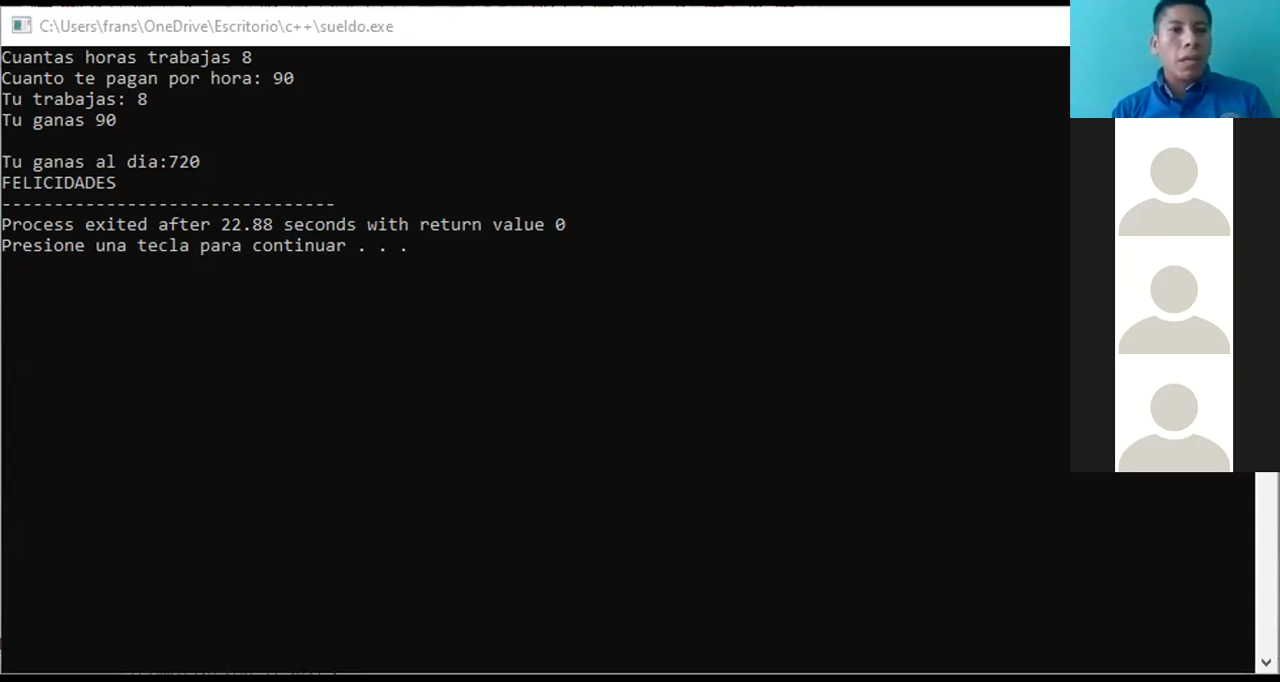 C:\Users\frans\OneDrive\Escritorio\c++\sueldo.exe
Cuantas horas trabajas 8
Cuanto te pagan por hora: 90
Tu trabajas: 8
Tu ganas 90
Tu ganas al dia:720
FELICIDADES
--------------------------------
Process exited after 22.88 seconds with return value 0
Presione una tecla para continuar . . .